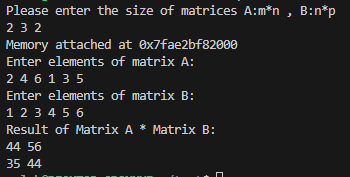 Please enter the size of matrices A:m*n , B:n*p
2 3 2
Memory attached at 0x7fae2bf82000
Enter elements of matrix A:
2 4 6 1 3 5
Enter elements of matrix B:
1 2 3 4 5 6
Result of Matrix A * Matrix B:
44 56
35 44